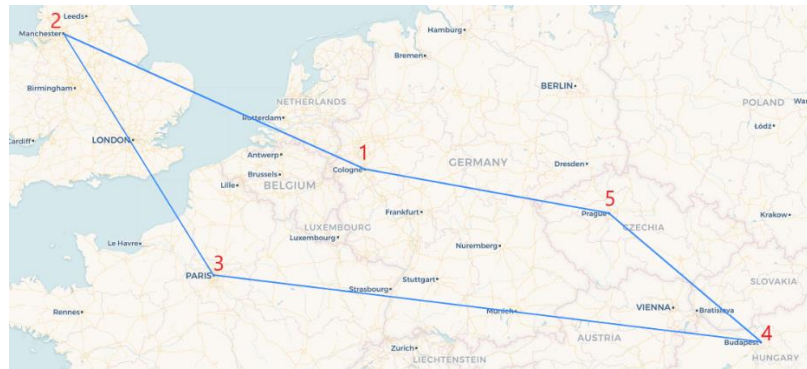 2
Leeds
Manchester
Hamburg
Bremen
Birmingham
NETHERLANDS
BERLIN
POLAND
Rotterdam
Łódź
Cardiff
LONDON
1
Antwerp
Cologne
GERMANY
Dresden
Brussels
Lille
BELGIUM
5
Prague
Frankfurt
CZECHIA
Krakow
LUXEMBOURG
Luxembourg
Le Havre
Nuremberg
3
PARIS
Strasbourg
Stuttgart
SLOVAKIA
Rennes
Munich
VIENNA
Bratislava
4
AUSTRIA
Budapest
Zurich
LIECHTENSTEIN
HUNGARY